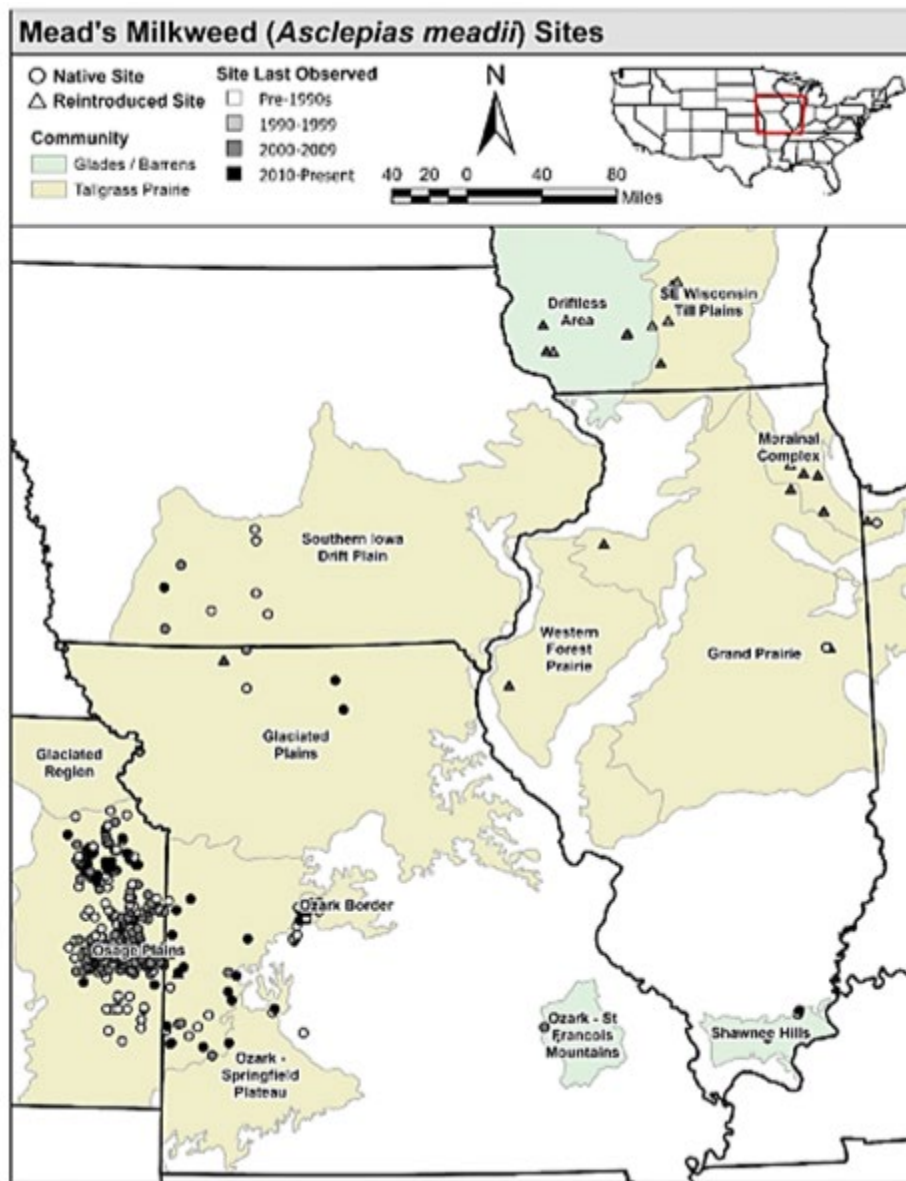 Mead's Milkweed (Asclepias meadii) Sites
Native Site
Reintroduced Site
Community
Glades / Barrens
Tallgrass Prairie
Site Last Observed
Pre-1990s
1990-1999
2000-2009
2010-Present
N
40 20 0 40 80
Miles
Driftless
Area
SE Wisconsin
Till Plains
Morainal
Complex
Southern Iowa
Drift Plain
Western
Forest
Prairie
Grand Prairie
Glaciated
Plains
Glaciated
Region
Ozark Border
Osage Plains
Ozark - St
Francois
Mountains
Shawnee Hills
Ozark -
Springfield
Plateau